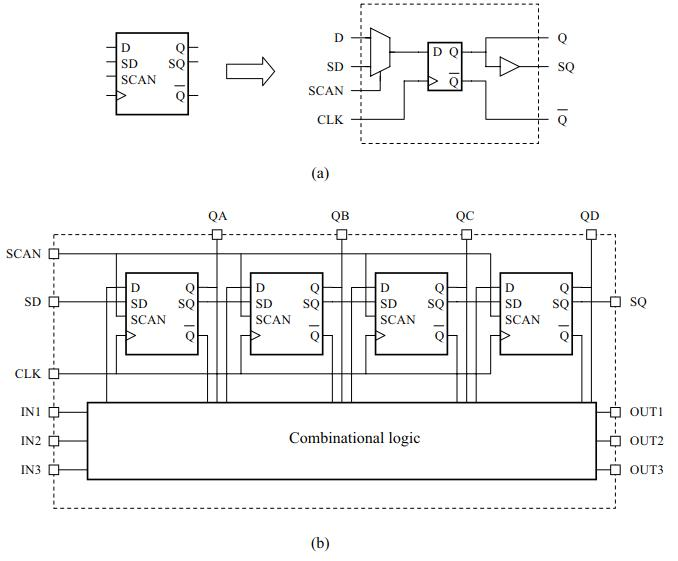 D Q
SD SQ
SCAN
Q
D
SD
SCAN
CLK
D Q
Q
Q
SQ
Q
(a)
QA QB QC QD
SCAN
D Q D Q D Q D Q
SD SD SQ SD SQ SD SQ SD SQ SQ
SCAN SCAN SCAN SCAN
Q Q Q Q
CLK
IN1 OUT1
IN2 Combinational logic OUT2
IN3 OUT3
(b)